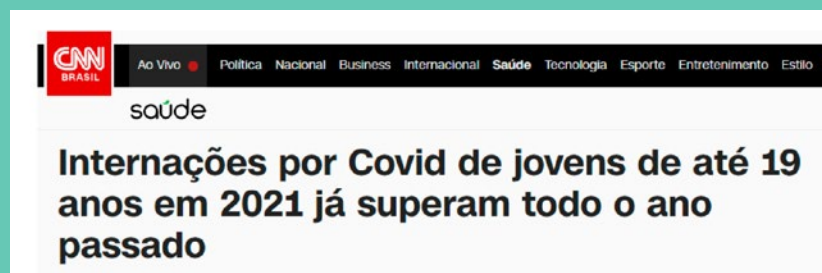 CNN
BRASIL
Ao Vivo Política Nacional Business Internacional Saúde Tecnologia Esporte Entretenimento Estilo
saúde
Internações por Covid de jovens de até 19
anos em 2021 já superam todo o ano
passado